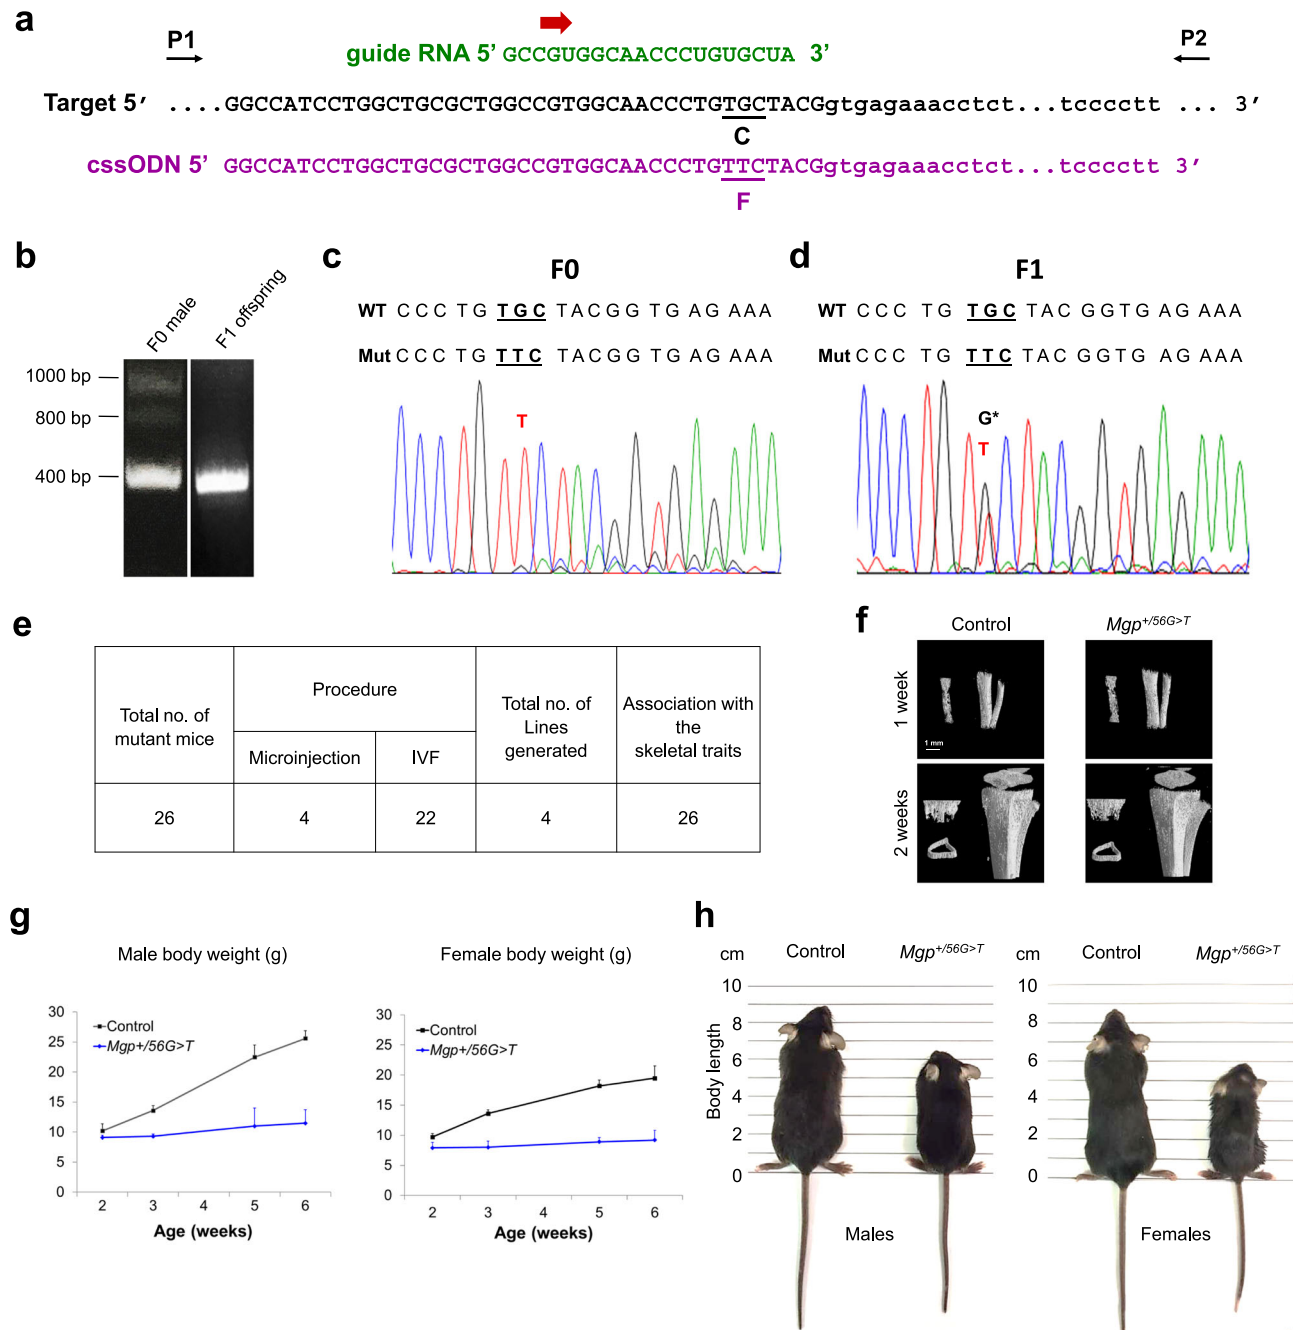 a
P1
guide RNA 5’ GCCGUGGCAACCCUGUGCUA 3’
P2
Target 5’ ....GGCCATCCTGGCTGCGCTGGCCGTGGCAACCCTGTGCTACGgtgagaaacctct...tccccctt ... 3’
C
cssODN 5’ GGCCATCCTGGCTGCGCTGGCCGTGGCAACCCTGTTCTACGgtgagaaacctct...tccccctt 3’
F
b
F0 male
F1 offspring
1000 bp
800 bp
400 bp
c
F0
WT C C C T G T G C T A C G G T G A G A A A
Mut C C C T G T T C T A C G G T G A G A A A
T
d
F1
WT C C C T G T G C T A C G G T G A G A A A
Mut C C C T G T T C T A C G G T G A G A A A
G*
T
e
Total no. of
mutant mice
Procedure
Microinjection
IVF
Total no. of
Lines
generated
Association with
the
skeletal traits
26
4
22
4
26
f
Control
Mgp+/56G>T
1 week
1 mm
2 weeks
g
Male body weight (g)
30
25
20
15
10
5
0
Control
Mgp+/56G>T
2 3 4 5 6
Age (weeks)
Female body weight (g)
30
25
20
15
10
5
0
Control
Mgp+/56G>T
2 3 4 5 6
Age (weeks)
h
cm
Control
Mgp+/56G>T
10
8
6
4
2
0
Body length
Males
cm
Control
Mgp+/56G>T
10
8
6
4
2
0
Females